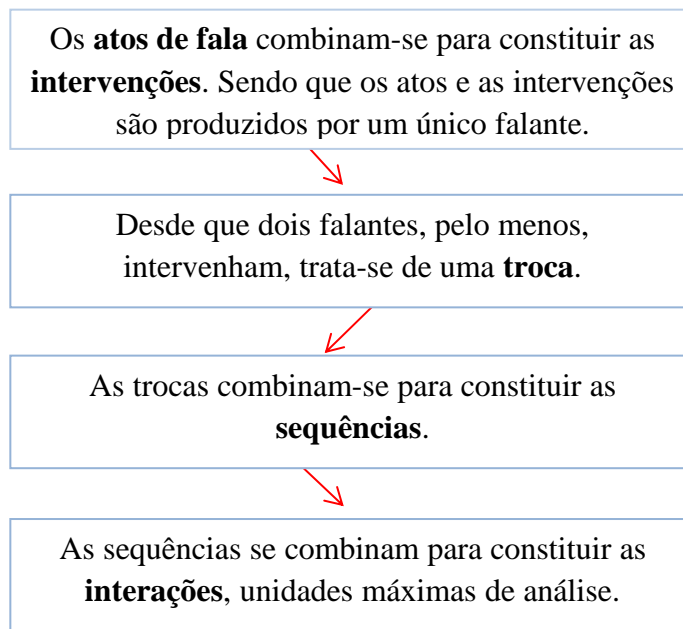 Os atos de fala combinam-se para constituir as
intervenções. Sendo que os atos e as intervenções
são produzidos por um único falante.
Desde que dois falantes, pelo menos,
intervenham, trata-se de uma troca.
As trocas combinam-se para constituir as
sequências.
As sequências se combinam para constituir as
interações, unidades máximas de análise.